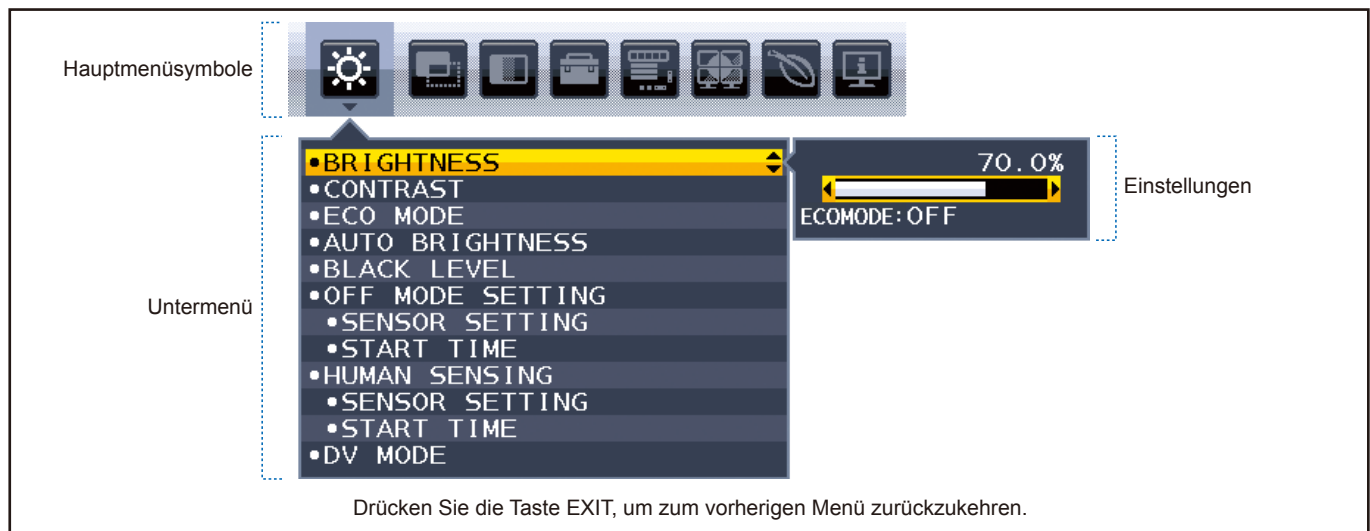 Hauptmenüsymbole
•BRIGHTNESS
70.0%
•CONTRAST
Einstellungen
•ECO MODE
ECOMODE:OFF
•AUTO BRIGHTNESS
•BLACK LEVEL
•OFF MODE SETTING
Untermenü
•SENSOR SETTING
•START TIME
•HUMAN SENSING
•SENSOR SETTING
•START TIME
•DV MODE
Drücken Sie die Taste EXIT, um zum vorherigen Menü zurückzukehren.